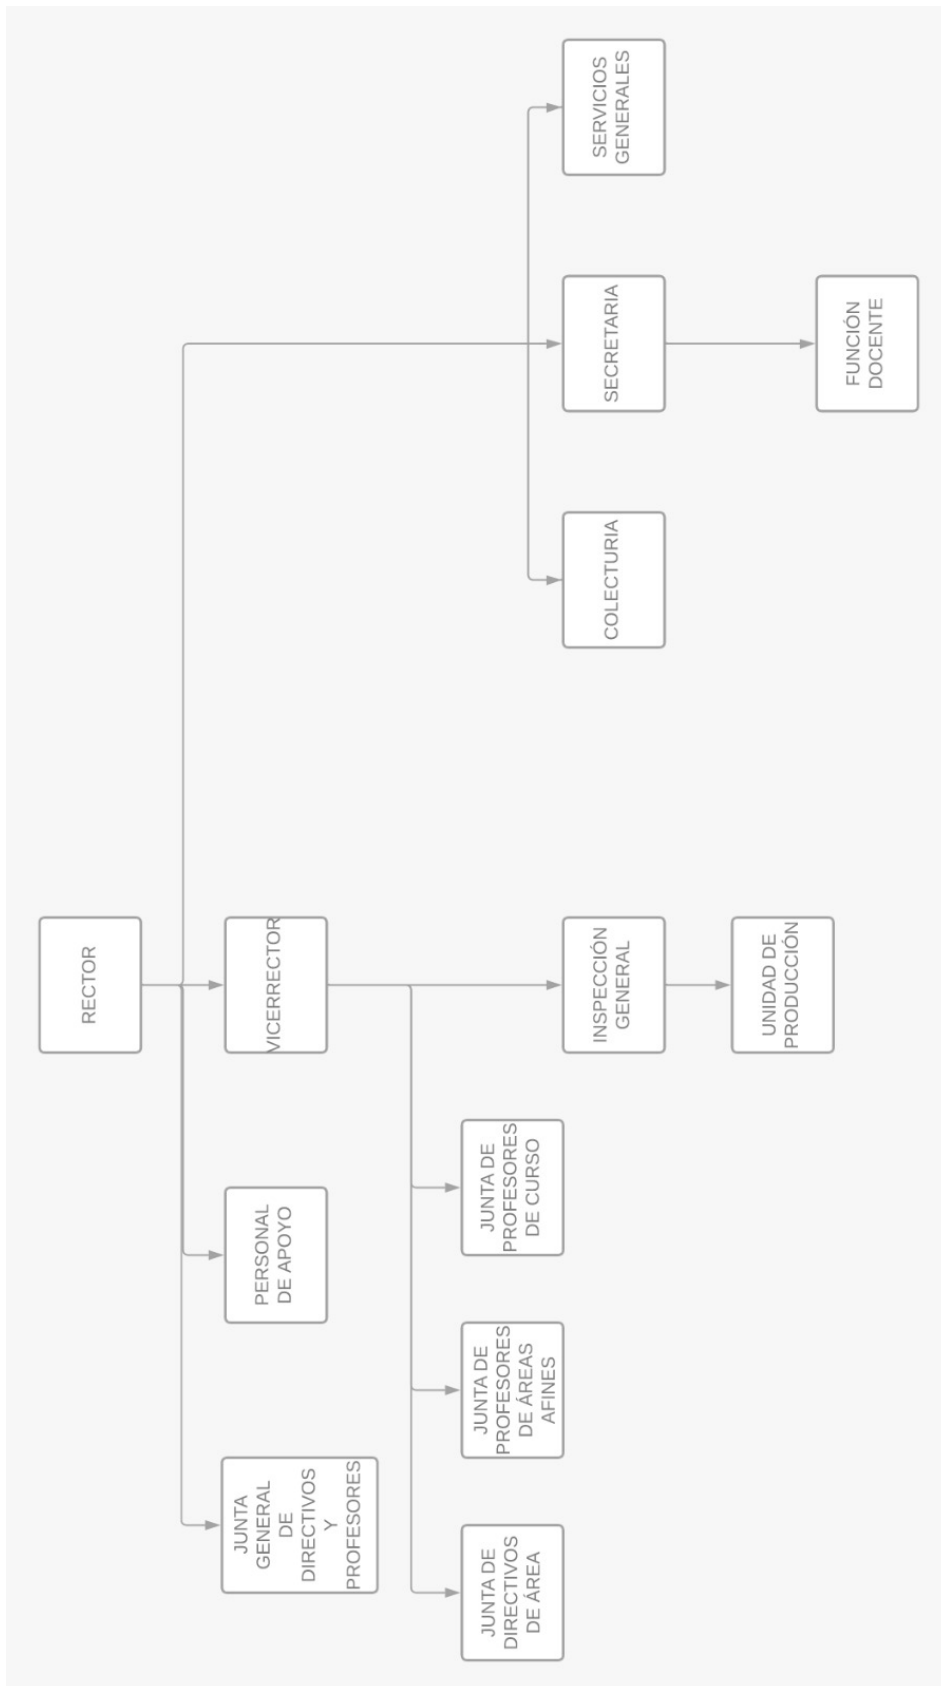 RECTOR
JUNTA
GENERAL
DE
DIRECTIVOS
Y
PROFESORES
PERSONAL
DE APOYO
VICERRECTOR
JUNTA DE
DIRECTIVOS
DE ÁREA
JUNTA DE
PROFESORES
DE ÁREAS
AFINES
JUNTA DE
PROFESORES
DE CURSO
INSPECCIÓN
GENERAL
COLECTURIA
SECRETARIA
SERVICIOS
GENERALES
UNIDAD DE
PRODUCCIÓN
FUNCIÓN
DOCENTE